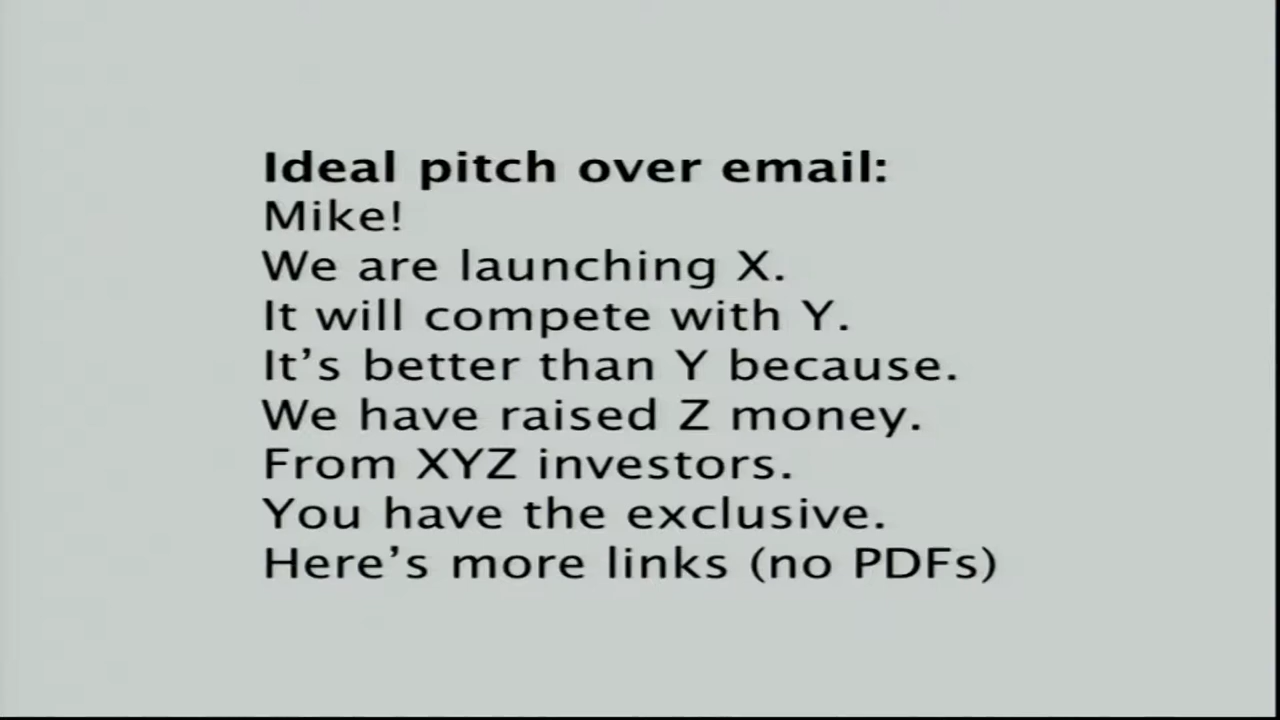 Ideal pitch over email:
Mike!
We are launching X.
It will compete with Y.
It’s better than Y because.
We have raised Z money.
From XYZ investors.
You have the exclusive.
Here’s more links (no PDFs)